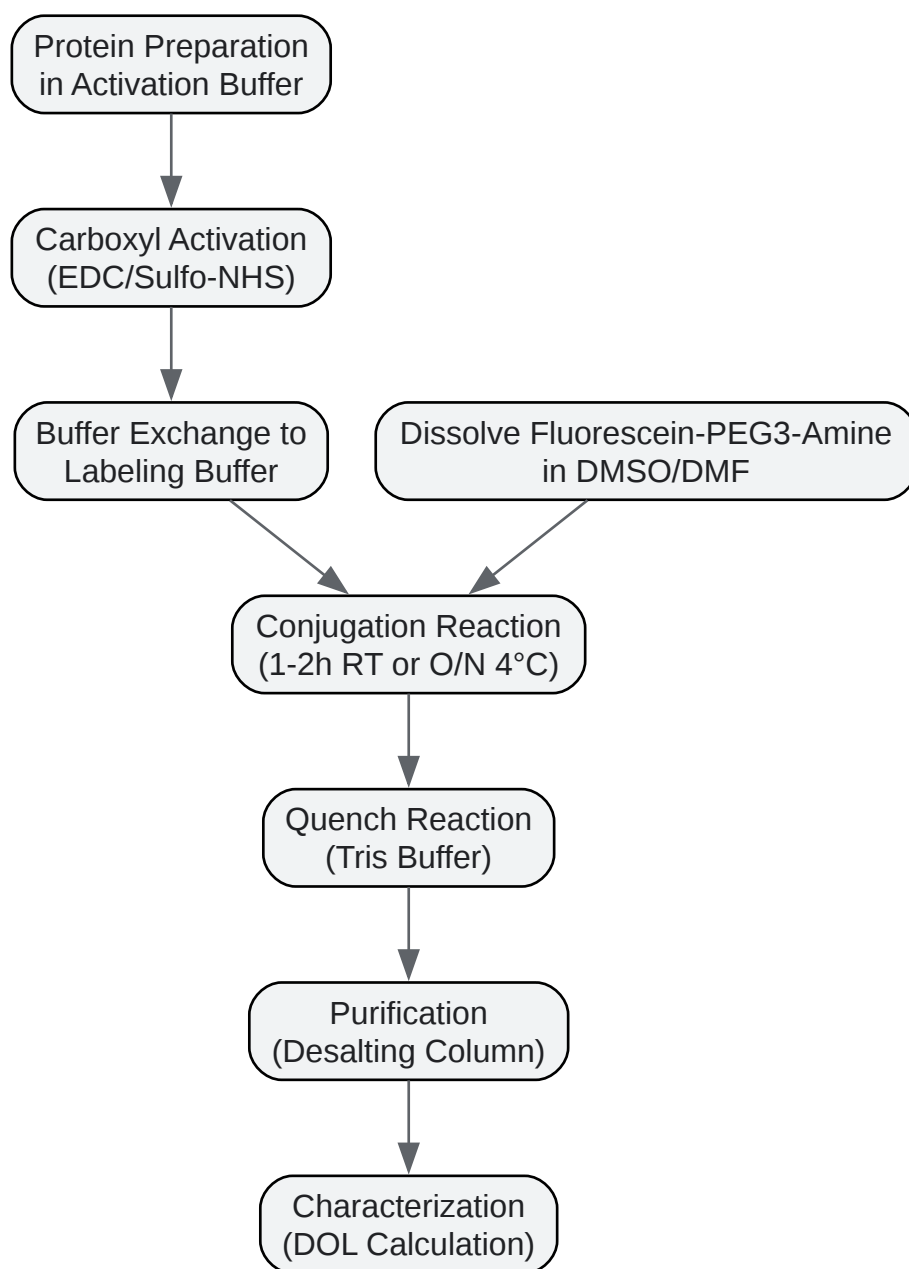 Protein Preparation
in Activation Buffer
Carboxyl Activation
(EDC/Sulfo-NHS)
Buffer Exchange to
Labeling Buffer
Dissolve Fluorescein-PEG3-Amine
in DMSO/DMF
Conjugation Reaction
(1-2h RT or O/N 4°C)
Quench Reaction
(Tris Buffer)
Purification
(Desalting Column)
Characterization
(DOL Calculation)